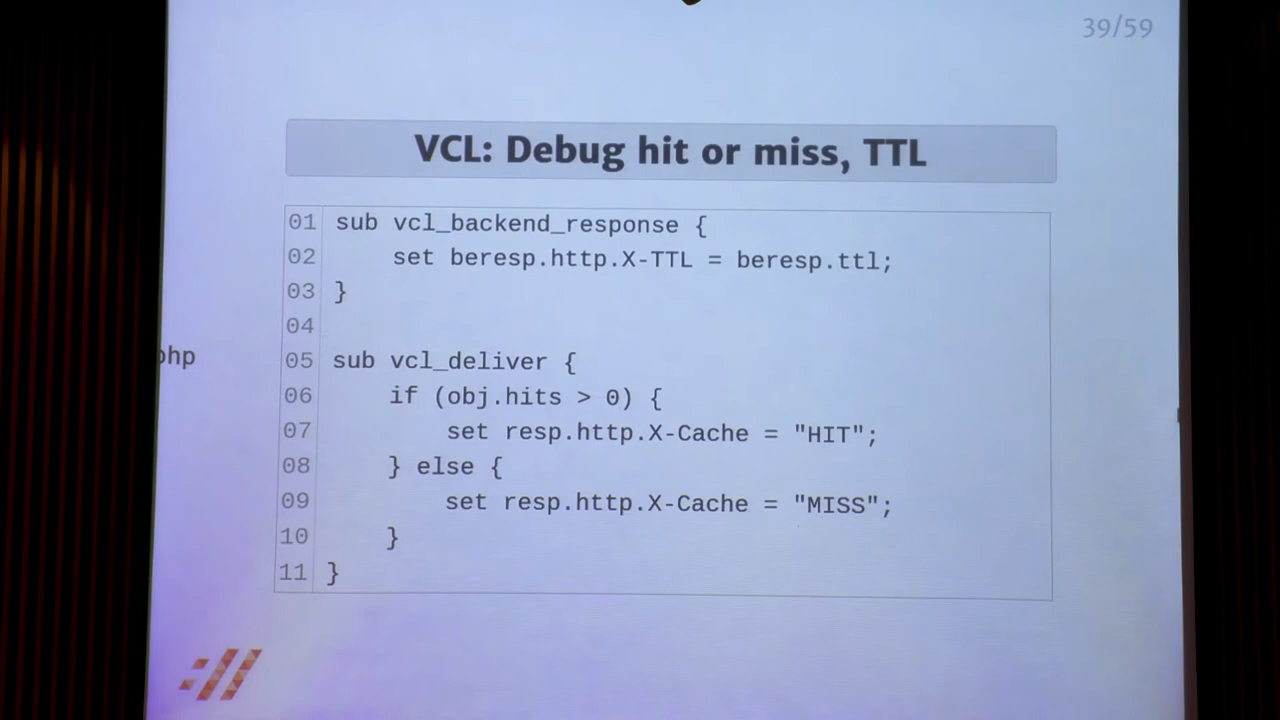 39/59
VCL: Debug hit or miss, TTL
01 sub vcl_backend_response {
02     set beresp.http.X-TTL = beresp.ttl;
03 }
04
05 sub vcl_deliver {
06     if (obj.hits > 0) {
07         set resp.http.X-Cache = "HIT";
08     } else {
09         set resp.http.X-Cache = "MISS";
10     }
11 }